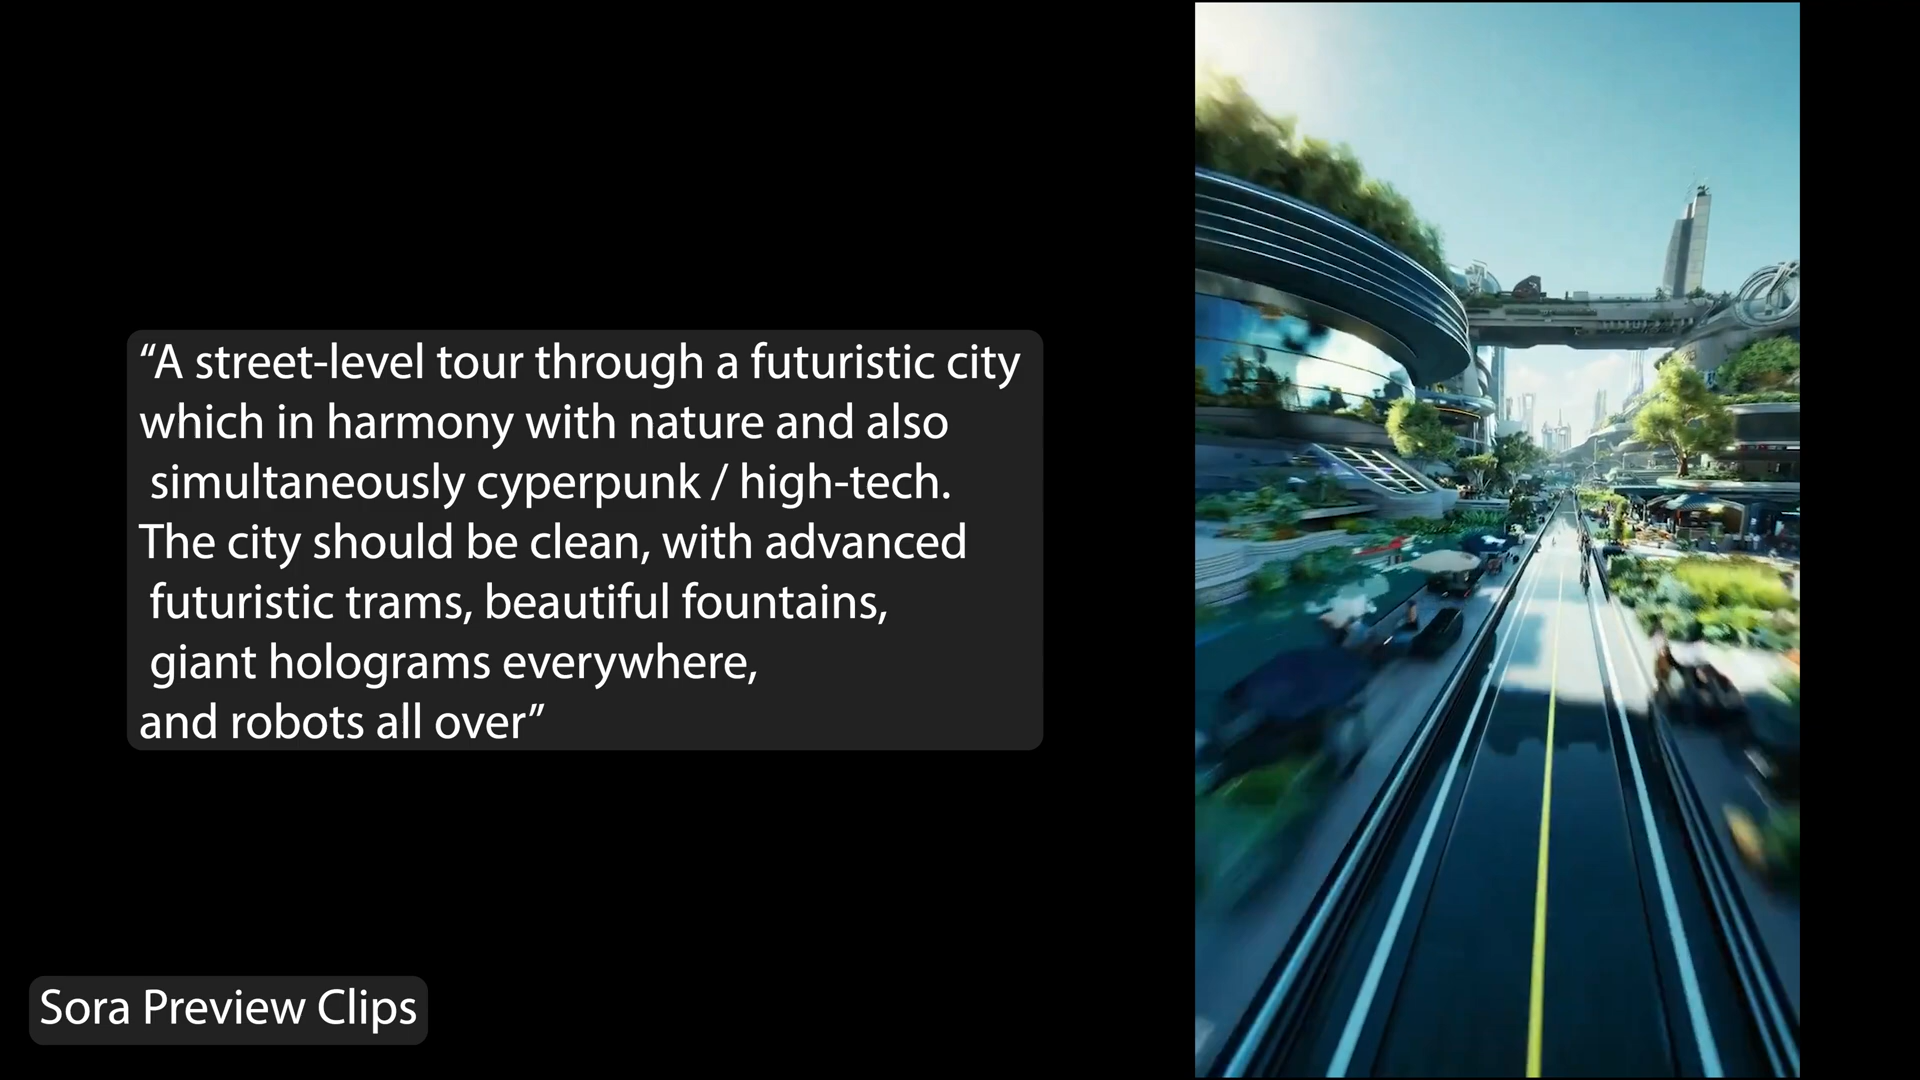 “A street-level tour through a futuristic city
which in harmony with nature and also
simultaneously cyperpunk / high-tech.
The city should be clean, with advanced
futuristic trams, beautiful fountains,
giant holograms everywhere,
and robots all over”
Sora Preview Clips